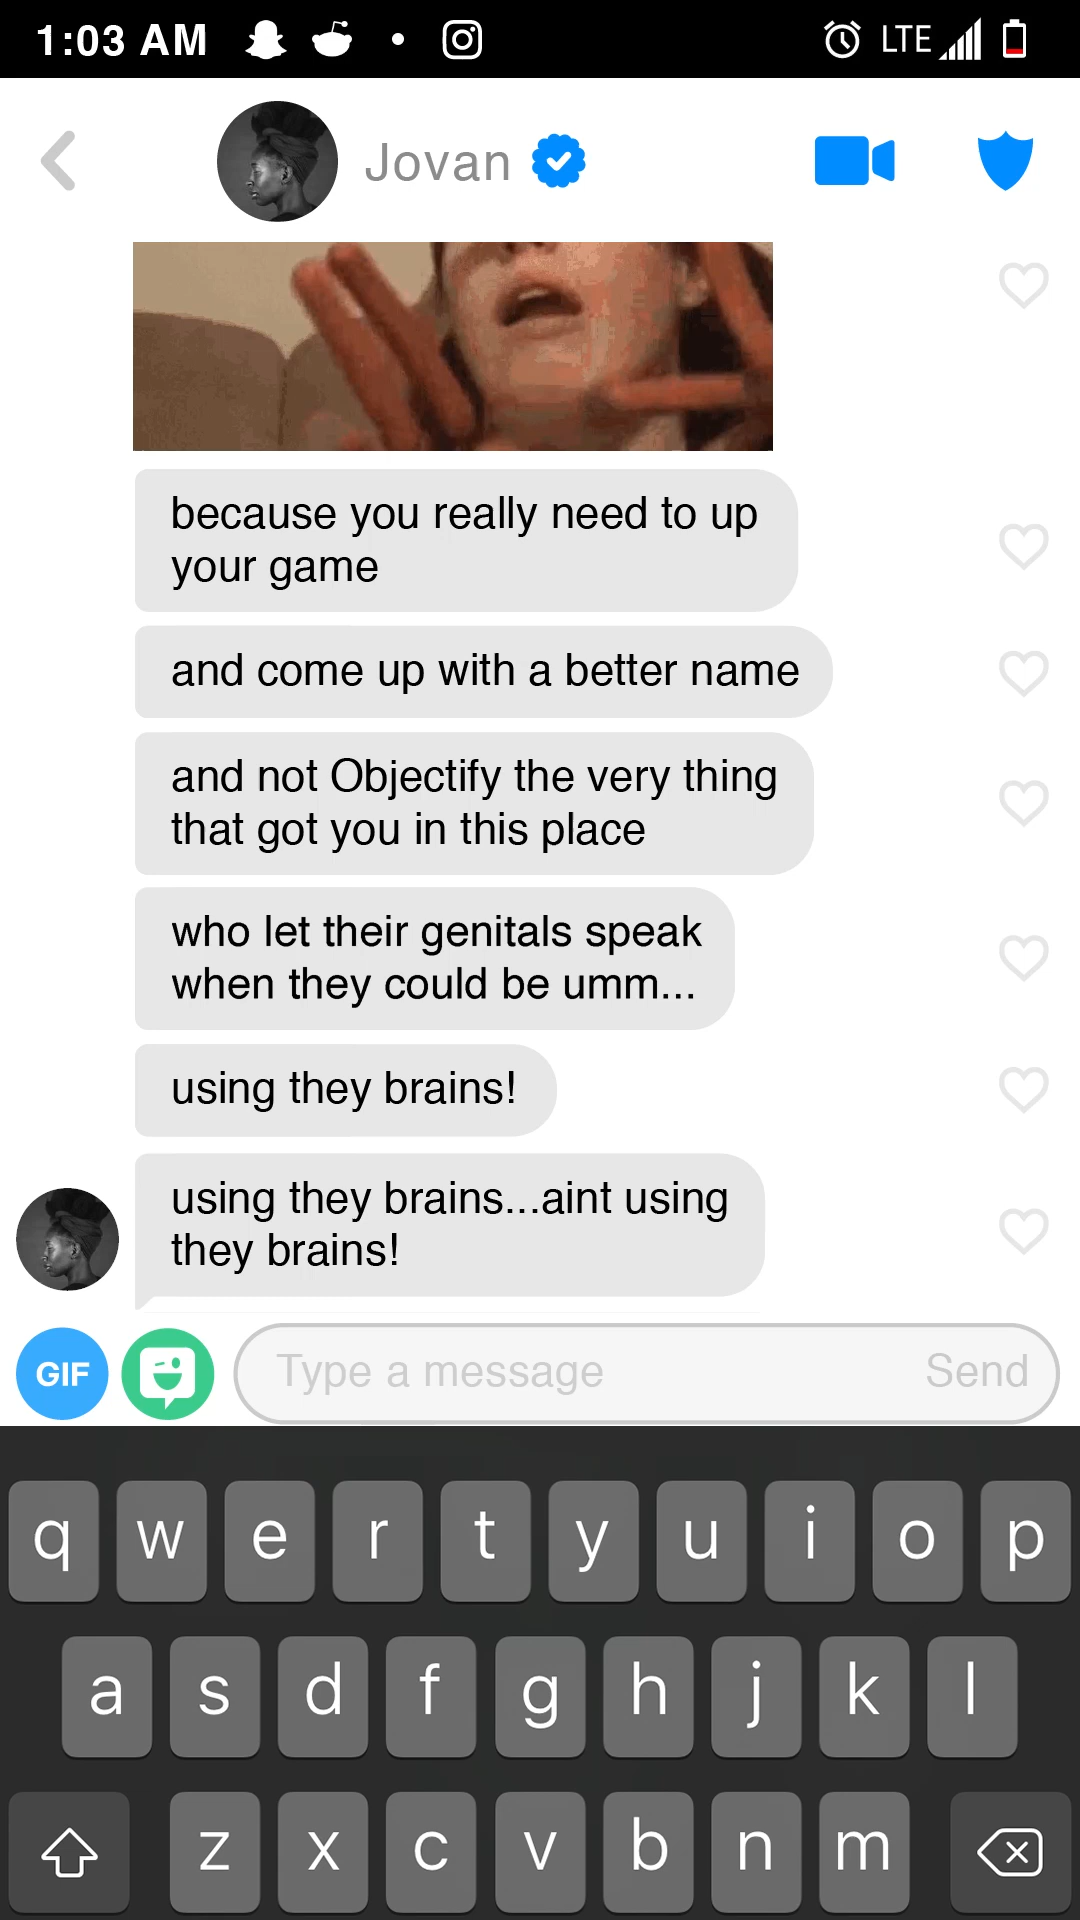 1:03 AM LTE
Jovan
because you really need to up
your game
and come up with a better name
and not Objectify the very thing
that got you in this place
who let their genitals speak
when they could be umm...
using they brains!
using they brains...aint using
they brains!
GIF Type a message Send
q w e r t y u i o p
a s d f g h j k l
z x c v b n m